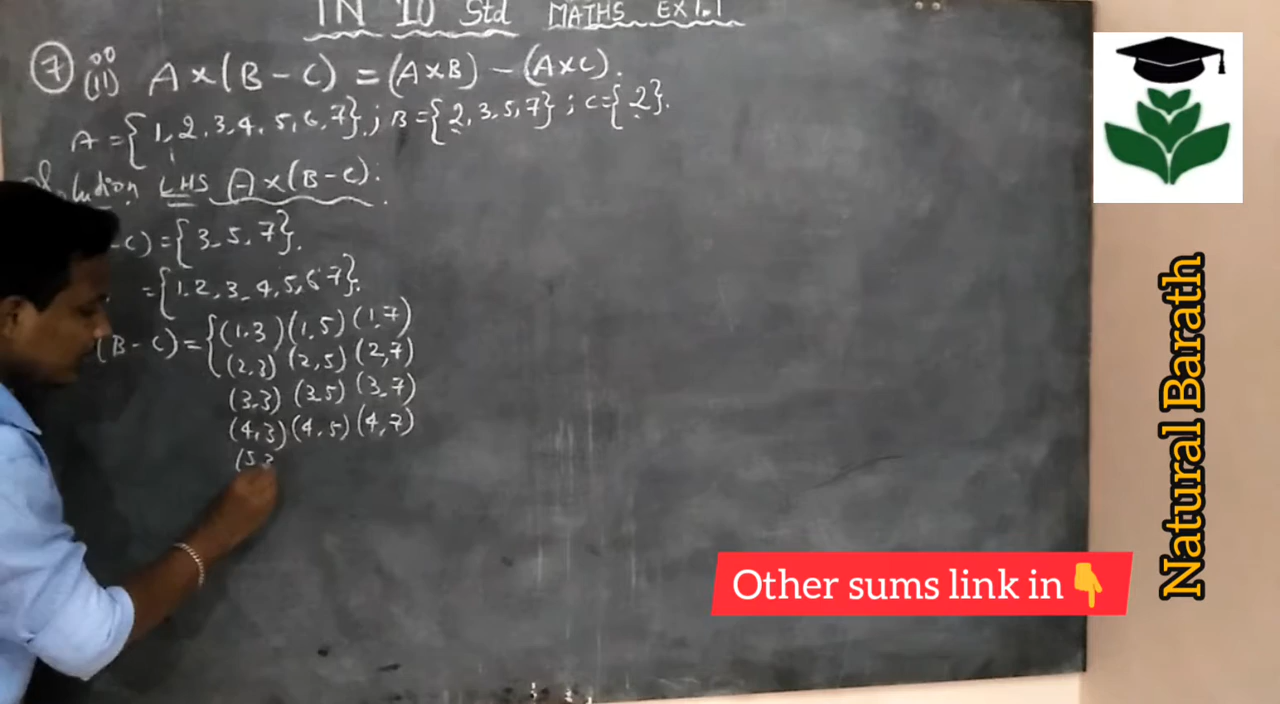 IN 10 Std MATHS EX 1.1
7 (ii) A×(B-C) = (A×B) - (A×C).
A = {1, 2, 3, 4, 5, 6, 7}; B = {2, 3, 5, 7}; C = {2}.
Solution LHS A×(B-C):
-C) = {3, 5, 7}.
= {1, 2, 3, 4, 5, 6, 7}.
(B-C) = {(1,3) (1,5) (1,7)
(2,3) (2,5) (2,7)
(3,3) (3,5) (3,7)
(4,3) (4,5) (4,7)
(5,3
Other sums link in👇
Natural Barath